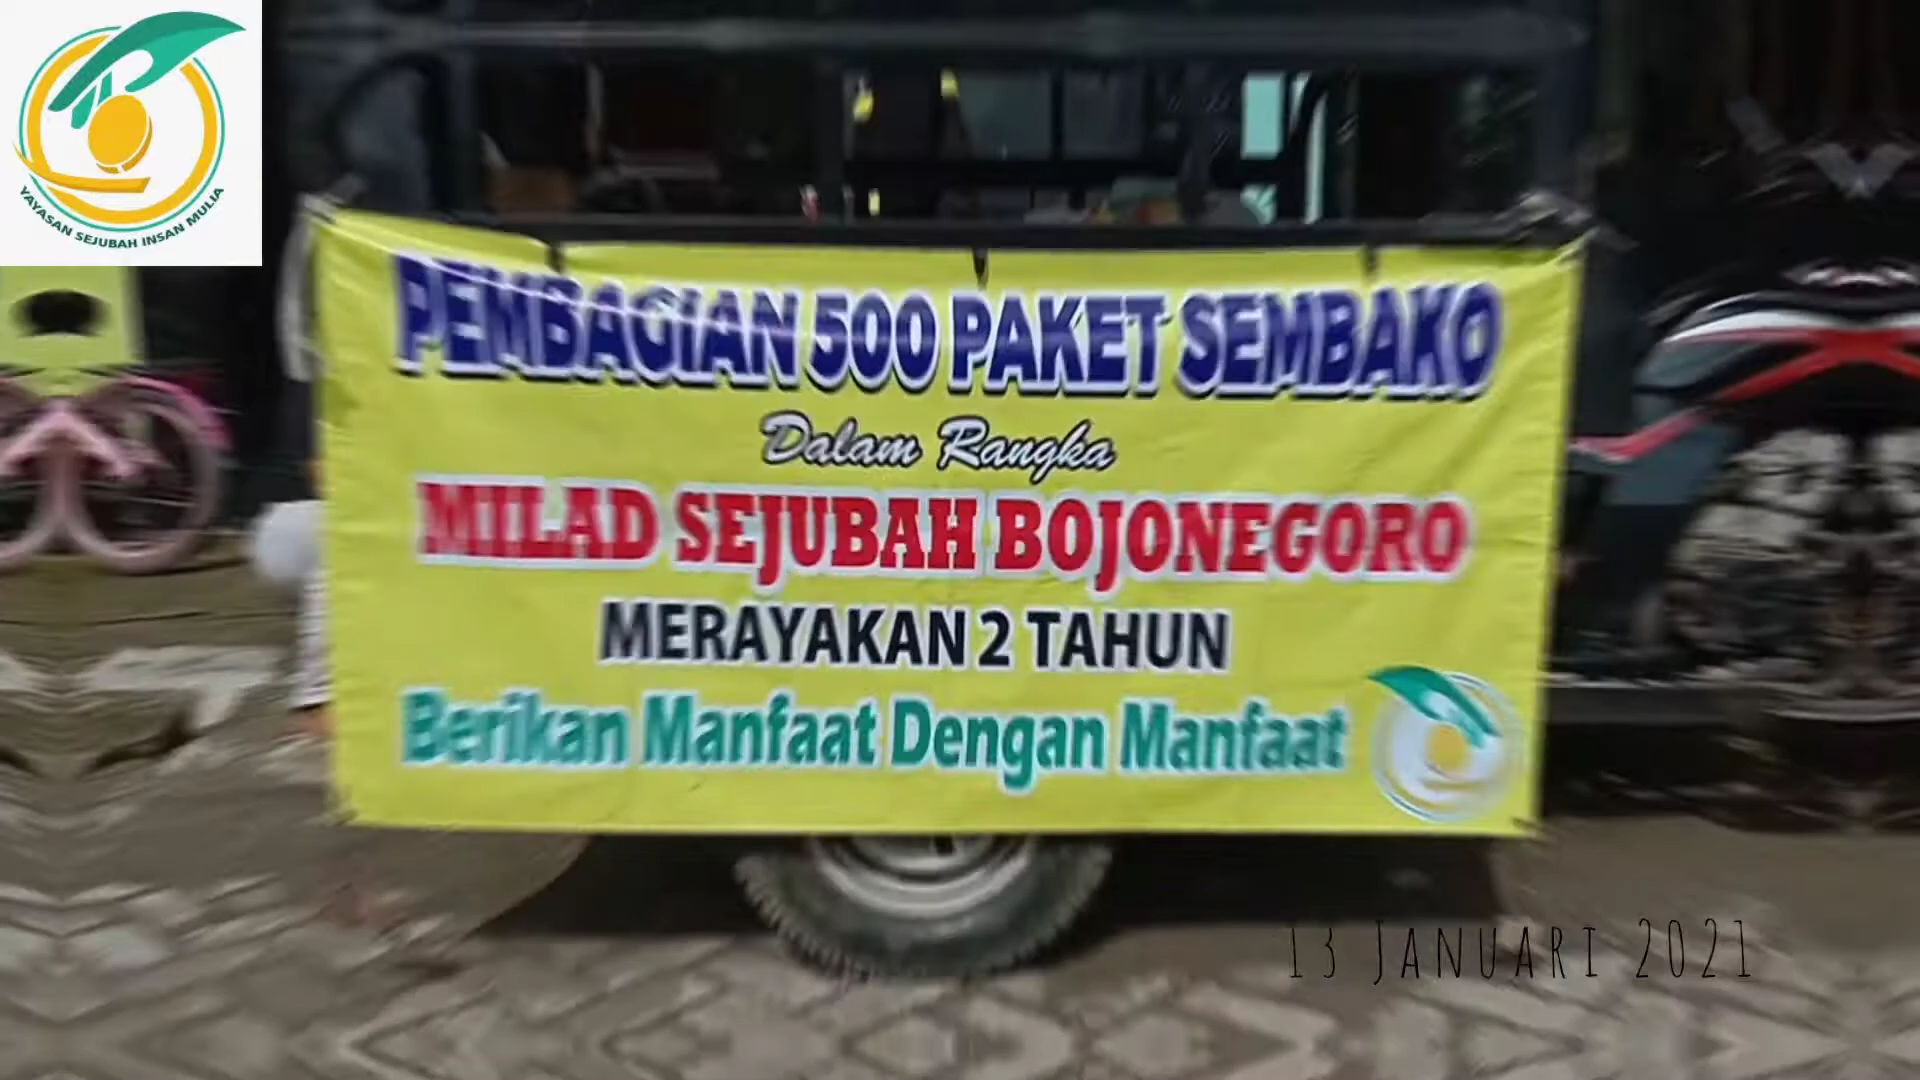 YAYASAN SEJUBAH INSAN MULIA
PEMBAGIAN 500 PAKET SEMBAKO
Dalam Rangka
MILAD SEJUBAH BOJONEGORO
MERAYAKAN 2 TAHUN
Berikan Manfaat Dengan Manfaat
13 JANUARI 2021